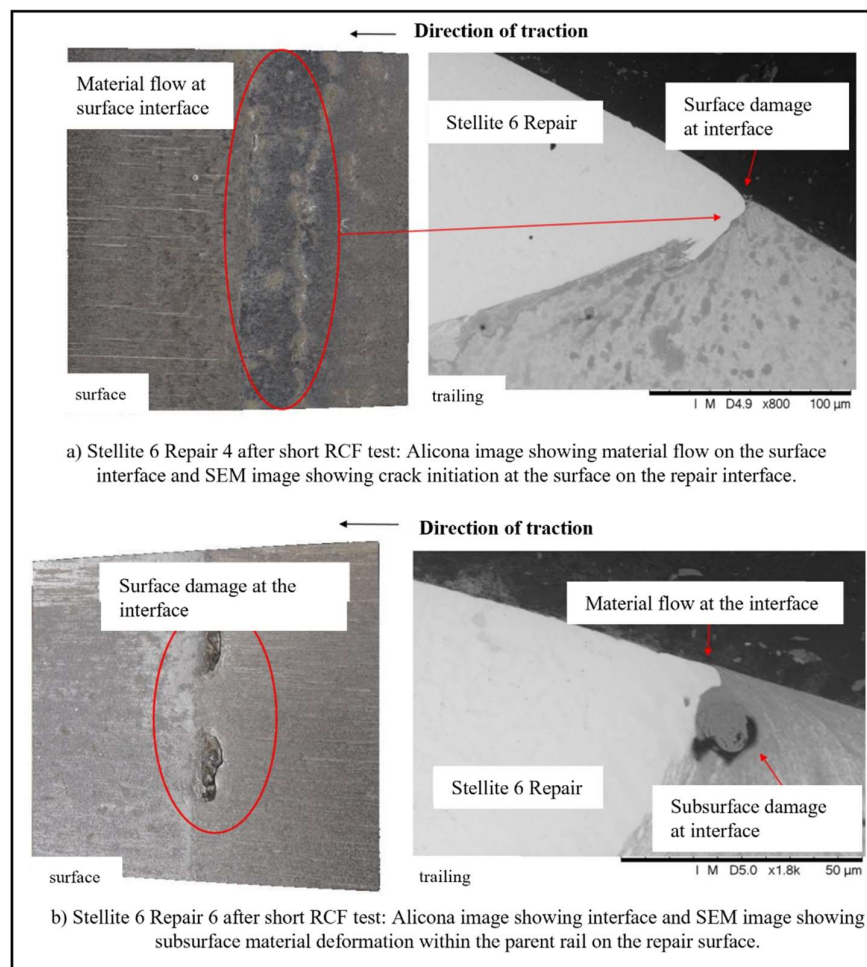 Direction of traction
Material flow at
surface interface
Stellite 6 Repair
Surface damage
at interface
surface
trailing
I M D4.9 x800 100 µm
a) Stellite 6 Repair 4 after short RCF test: Alicona image showing material flow on the surface
interface and SEM image showing crack initiation at the surface on the repair interface.
Direction of traction
Surface damage at the
interface
Material flow at the interface
Stellite 6 Repair
Subsurface damage
at interface
surface
trailing
I M D5.0 x1.8k 50 µm
b) Stellite 6 Repair 6 after short RCF test: Alicona image showing interface and SEM image showing
subsurface material deformation within the parent rail on the repair surface.